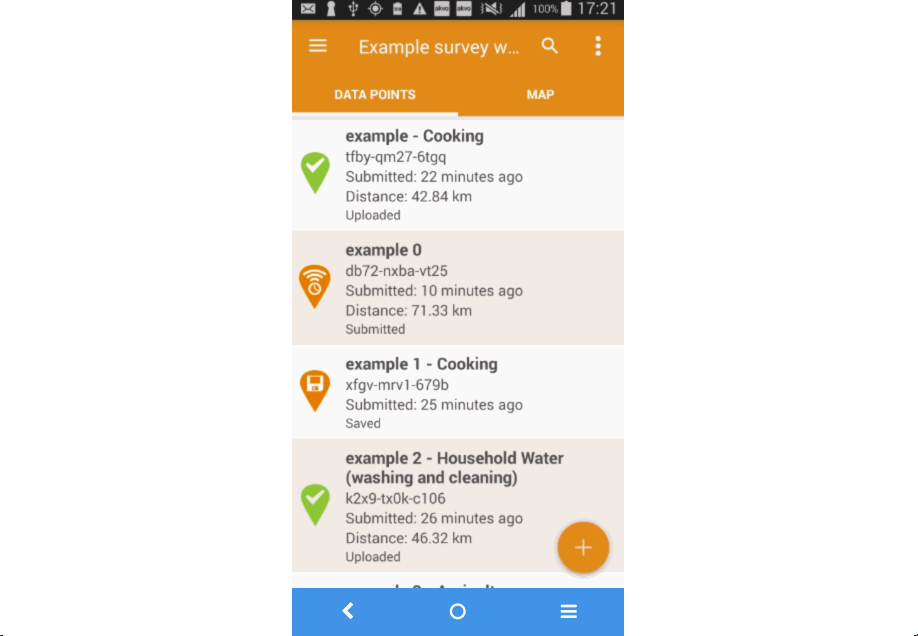 100% 17:21
Example survey w...
DATA POINTS MAP
example - Cooking
tfby-qm27-6tgq
Submitted: 22 minutes ago
Distance: 42.84 km
Uploaded
example 0
db72-nxba-vt25
Submitted: 10 minutes ago
Distance: 71.33 km
Submitted
example 1 - Cooking
xfgv-mrv1-679b
Submitted: 25 minutes ago
Saved
example 2 - Household Water
(washing and cleaning)
k2x9-tx0k-c106
Submitted: 26 minutes ago
Distance: 46.32 km
Uploaded